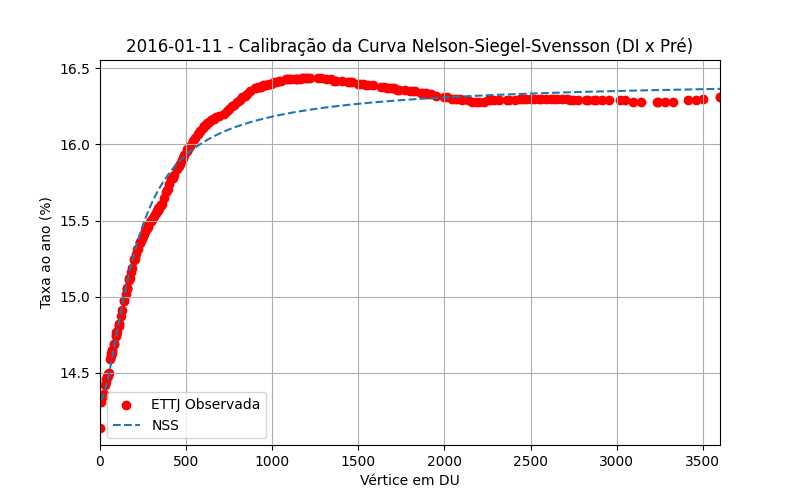 2016-01-11 - Calibração da Curva Nelson-Siegel-Svensson (DI x Pré)
Taxa ao ano (%)
16.5
16.0
15.5
15.0
14.5
ETTJ Observada
NSS
0 500 1000 1500 2000 2500 3000 3500
Vértice em DU